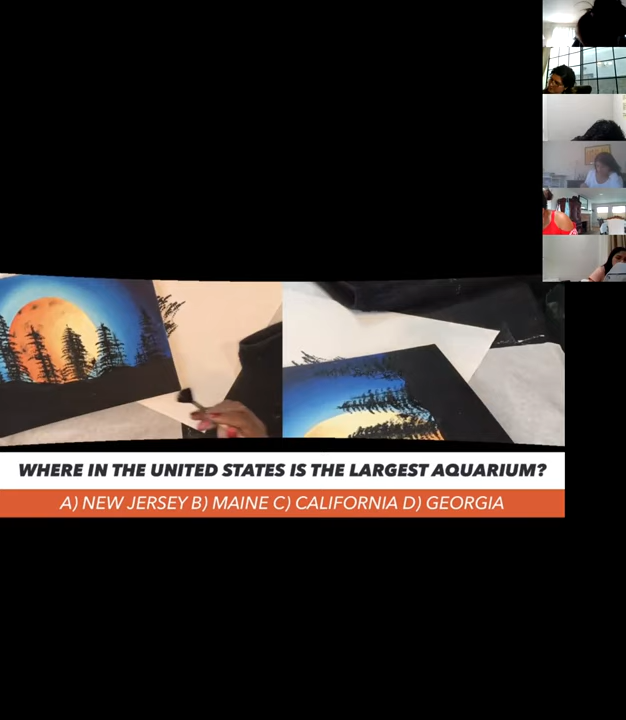 WHERE IN THE UNITED STATES IS THE LARGEST AQUARIUM?
A) NEW JERSEY B) MAINE C) CALIFORNIA D) GEORGIA